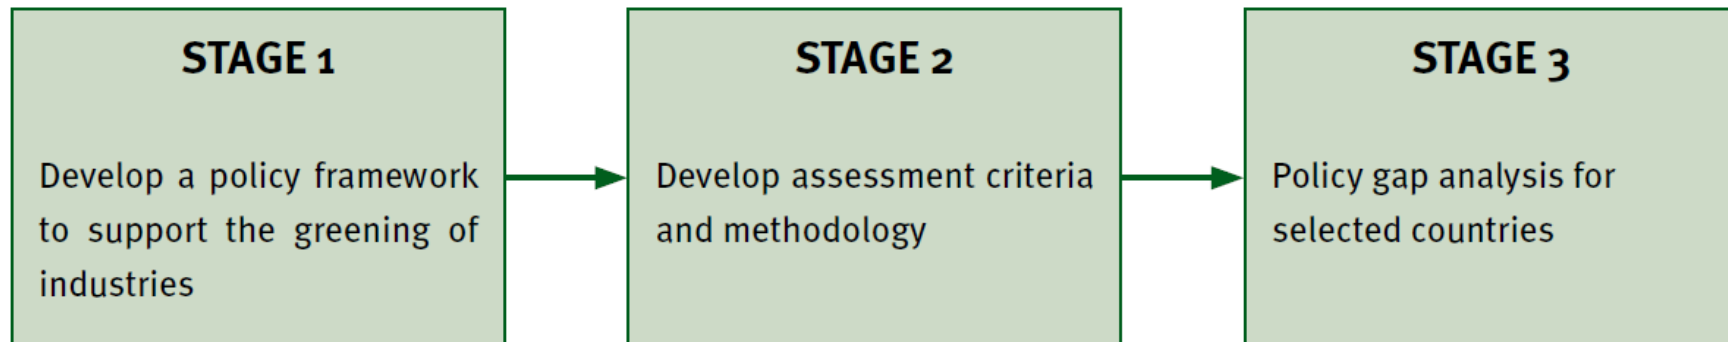 STAGE 1
Develop a policy framework
to support the greening of
industries
STAGE 2
Develop assessment criteria
and methodology
STAGE 3
Policy gap analysis for
selected countries